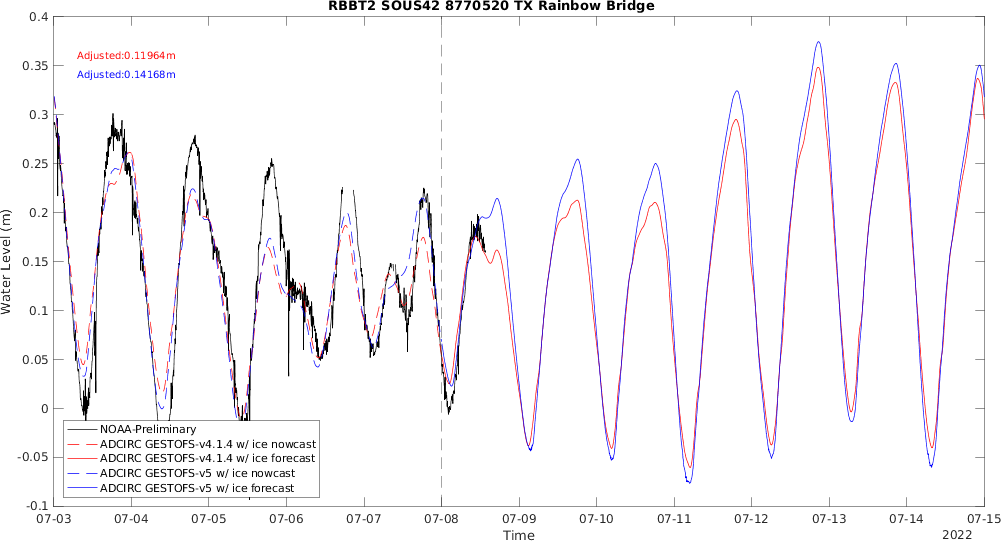 RBBT2 SOUS42 8770520 TX Rainbow Bridge
Adjusted:0.11964m
Adjusted:0.14168m
Water Level (m)
0.4
0.35
0.3
0.25
0.2
0.15
0.1
0.05
0
-0.05
-0.1
NOAA-Preliminary
ADCIRC GESTOFS-v4.1.4 w/ ice nowcast
ADCIRC GESTOFS-v4.1.4 w/ ice forecast
ADCIRC GESTOFS-v5 w/ ice nowcast
ADCIRC GESTOFS-v5 w/ ice forecast
07-03 07-04 07-05 07-06 07-07 07-08 07-09 07-10 07-11 07-12 07-13 07-14 07-15
Time
2022